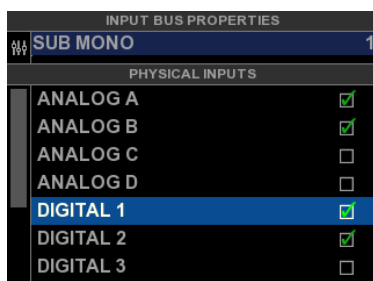 INPUT BUS PROPERTIES
SUB MONO 1
PHYSICAL INPUTS
ANALOG A
ANALOG B
ANALOG C
ANALOG D
DIGITAL 1
DIGITAL 2
DIGITAL 3